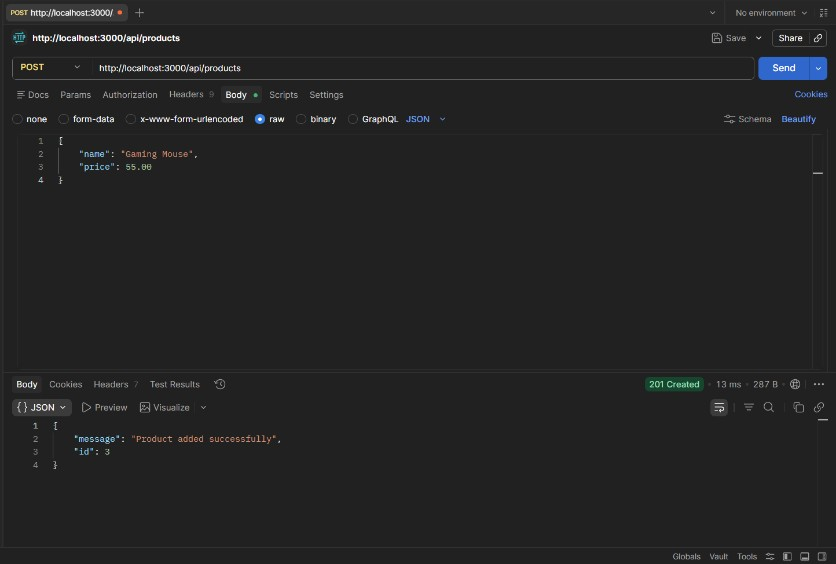 POST http://localhost:3000/
No environment
HTTP http://localhost:3000/api/products
Save
Share
POST http://localhost:3000/api/products
Send
Docs Params Authorization Headers 9 Body Scripts Settings
Cookies
none form-data x-www-form-urlencoded raw binary GraphQL JSON
Schema Beautify
1 {
2 "name": "Gaming Mouse",
3 "price": 55.00
4 }
Body Cookies Headers 7 Test Results
201 Created 13 ms 287 B
{} JSON Preview Visualize
1 {
2 "message": "Product added successfully",
3 "id": 3
4 }
Globals Vault Tools